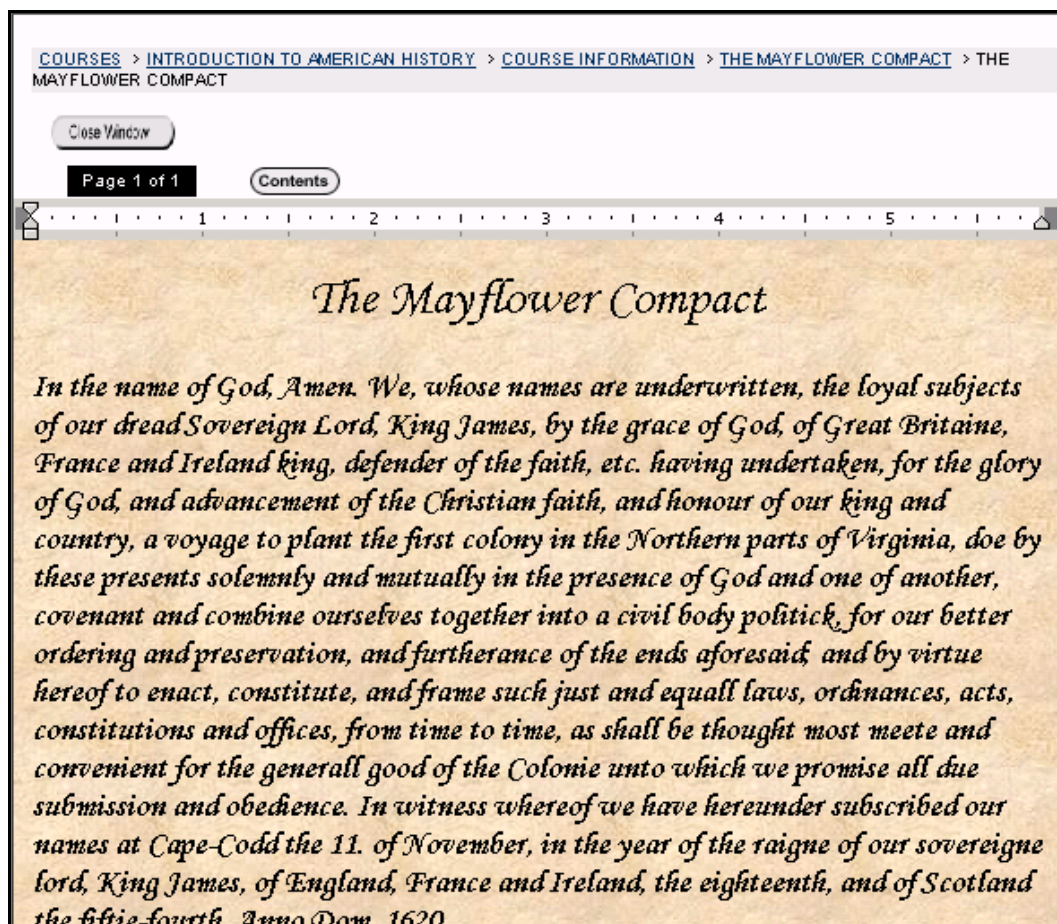 COURSES > INTRODUCTION TO AMERICAN HISTORY > COURSE INFORMATION > THE MAYFLOWER COMPACT > THE
MAYFLOWER COMPACT
Close Window
Page 1 of 1 Contents
1 2 3 4 5
The Mayflower Compact
In the name of God, Amen. We, whose names are underwritten, the loyal subjects
of our dread Sovereign Lord, King James, by the grace of God, of Great Britaine,
France and Ireland king, defender of the faith, etc. having undertaken, for the glory
of God, and advancement of the Christian faith, and honour of our king and
country, a voyage to plant the first colony in the Northern parts of Virginia, doe by
these presents solemnly and mutually in the presence of God and one of another,
covenant and combine ourselves together into a civil body politick, for our better
ordering and preservation, and furtherance of the ends aforesaid; and by virtue
hereof to enact, constitute, and frame such just and equall laws, ordinances, acts,
constitutions and offices, from time to time, as shall be thought most meete and
convenient for the generall good of the Colonie unto which we promise all due
submission and obedience. In witness whereof we have hereunder subscribed our
names at Cape-Codd the 11. of November, in the year of the raigne of our sovereigne
lord, King James, of England, France and Ireland, the eighteenth, and of Scotland
the fiftie-fourth. Anno Dom. 1620